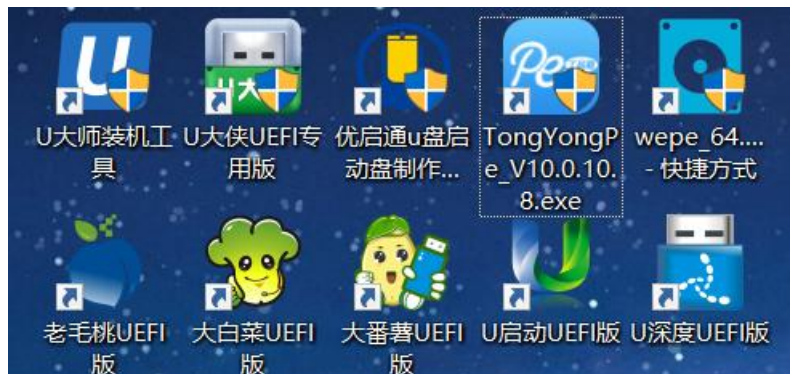 U大师装机工具
U大侠UEFI专用版
优启通u盘启动盘制作...
TongYongPe_V10.0.10.8.exe
wepe_64.... - 快捷方式
老毛桃UEFI版
大白菜UEFI版
大番薯UEFI版
U启动UEFI版
U深度UEFI版